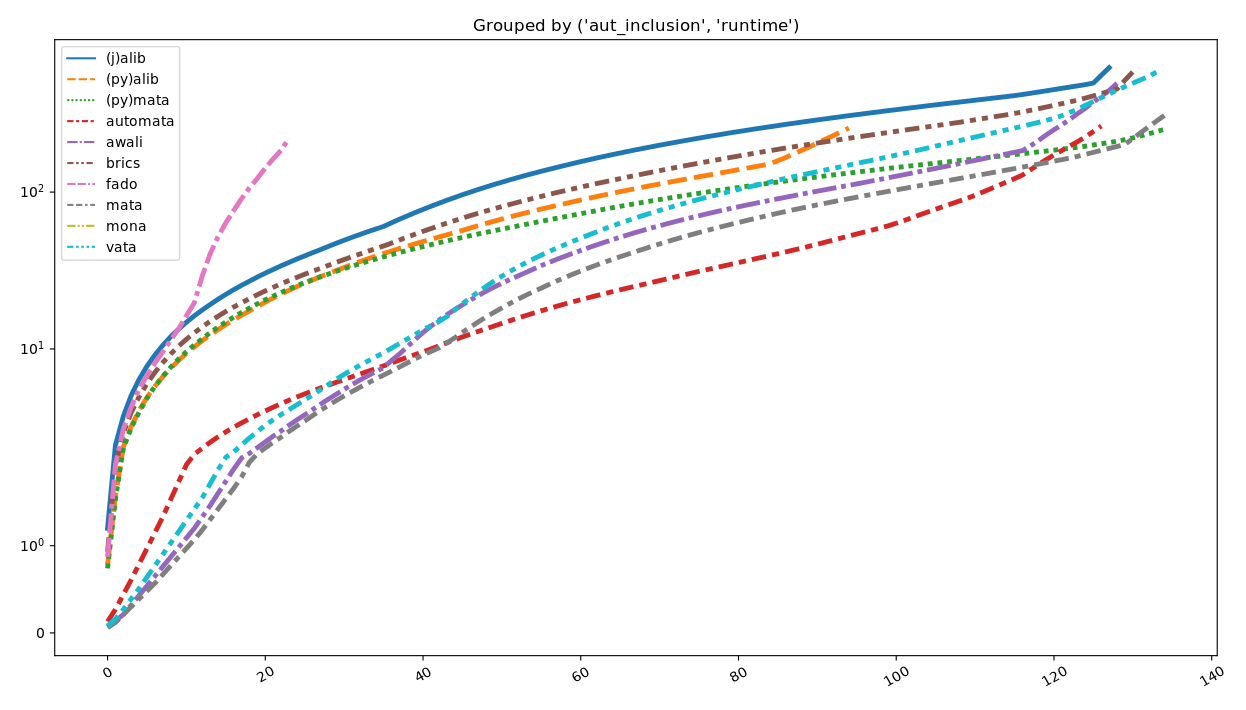 Grouped by ('aut_inclusion', 'runtime')
(j)alib
(py)alib
(py)mata
automata
awali
brics
fado
mata
mona
vata
10²
10¹
10⁰
0
0
20
40
60
80
100
120
140